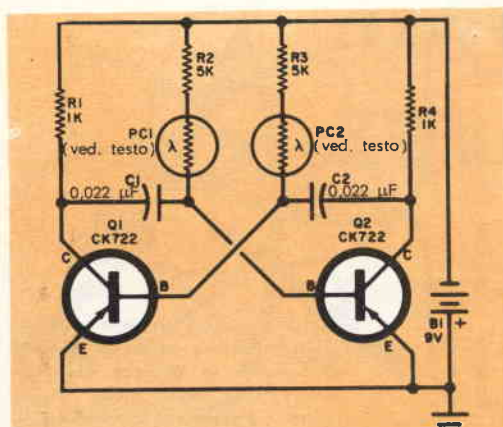 R2
5K
R3
5K
R1
1K
R4
1K
PC1
(ved. testo)
λ
λ
PC2
(ved. testo)
C1
0,022 µF
C2
0,022 µF
Q1
CK722
Q2
CK722
C
B
E
C
B
E
B1
9V
+